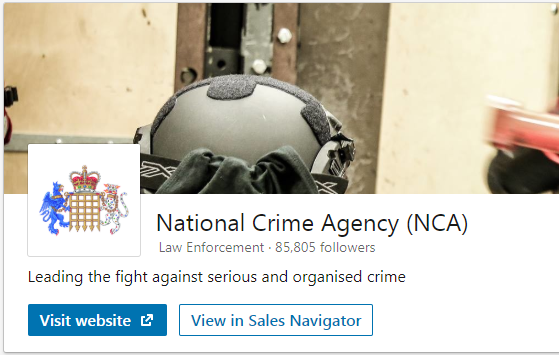 National Crime Agency (NCA)
Law Enforcement · 85,805 followers
Leading the fight against serious and organised crime
Visit website
View in Sales Navigator